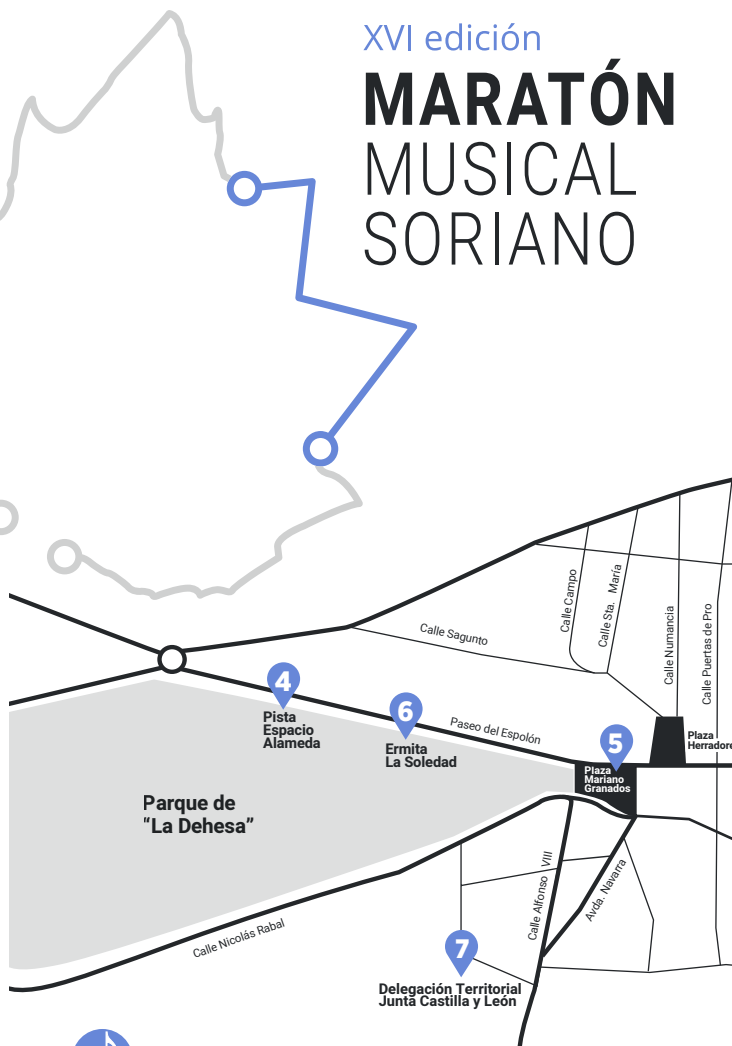 XVI edición
MARATÓN
MUSICAL
SORIANO
Calle Campo
Calle Sta. María
Calle Sagunto
Calle Numancia
Calle Puertas de Pro
4
Pista
Espacio
Alameda
6
Ermita
La Soledad
Paseo del Espolón
5
Plaza
Mariano
Granados
Plaza
Herradore
Parque de
"La Dehesa"
Calle Alfonso VIII
Avda. Navarra
Calle Nicolás Rabal
7
Delegación Territorial
Junta Castilla y León